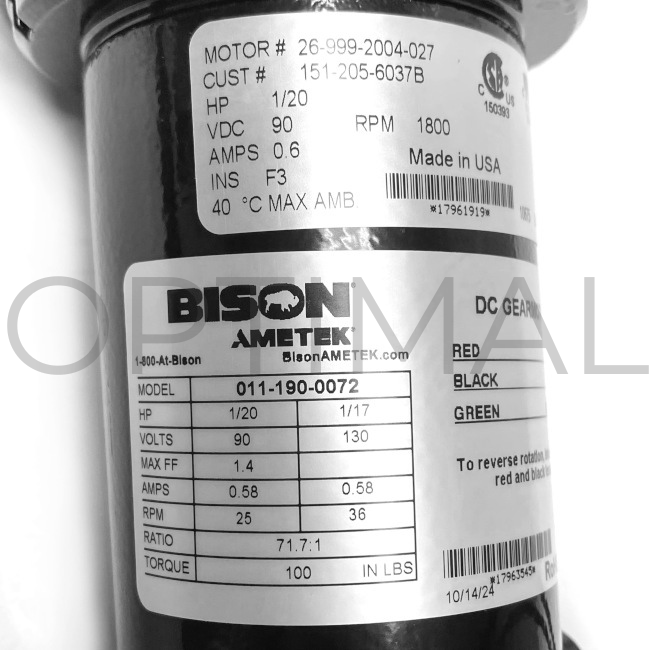 MOTOR # 26-999-2004-027
CUST # 151-205-6037B
HP 1/20
VDC 90 RPM 1800
AMPS 0.6
INS F3
40 °C MAX AMB
Made in USA
*17961919*
C US
150393
OPTIMAL
BISON
AMETEK
1-800-At-Bison BisonAMETEK.com
MODEL 011-190-0072
HP 1/20 1/17
VOLTS 90 130
MAX FF 1.4
AMPS 0.58 0.58
RPM 25 36
RATIO 71.7:1
TORQUE 100 IN LBS
DC
RED
BLACK
GREEN
To reverse rotation,
red and black
*17963545*
10/14/24